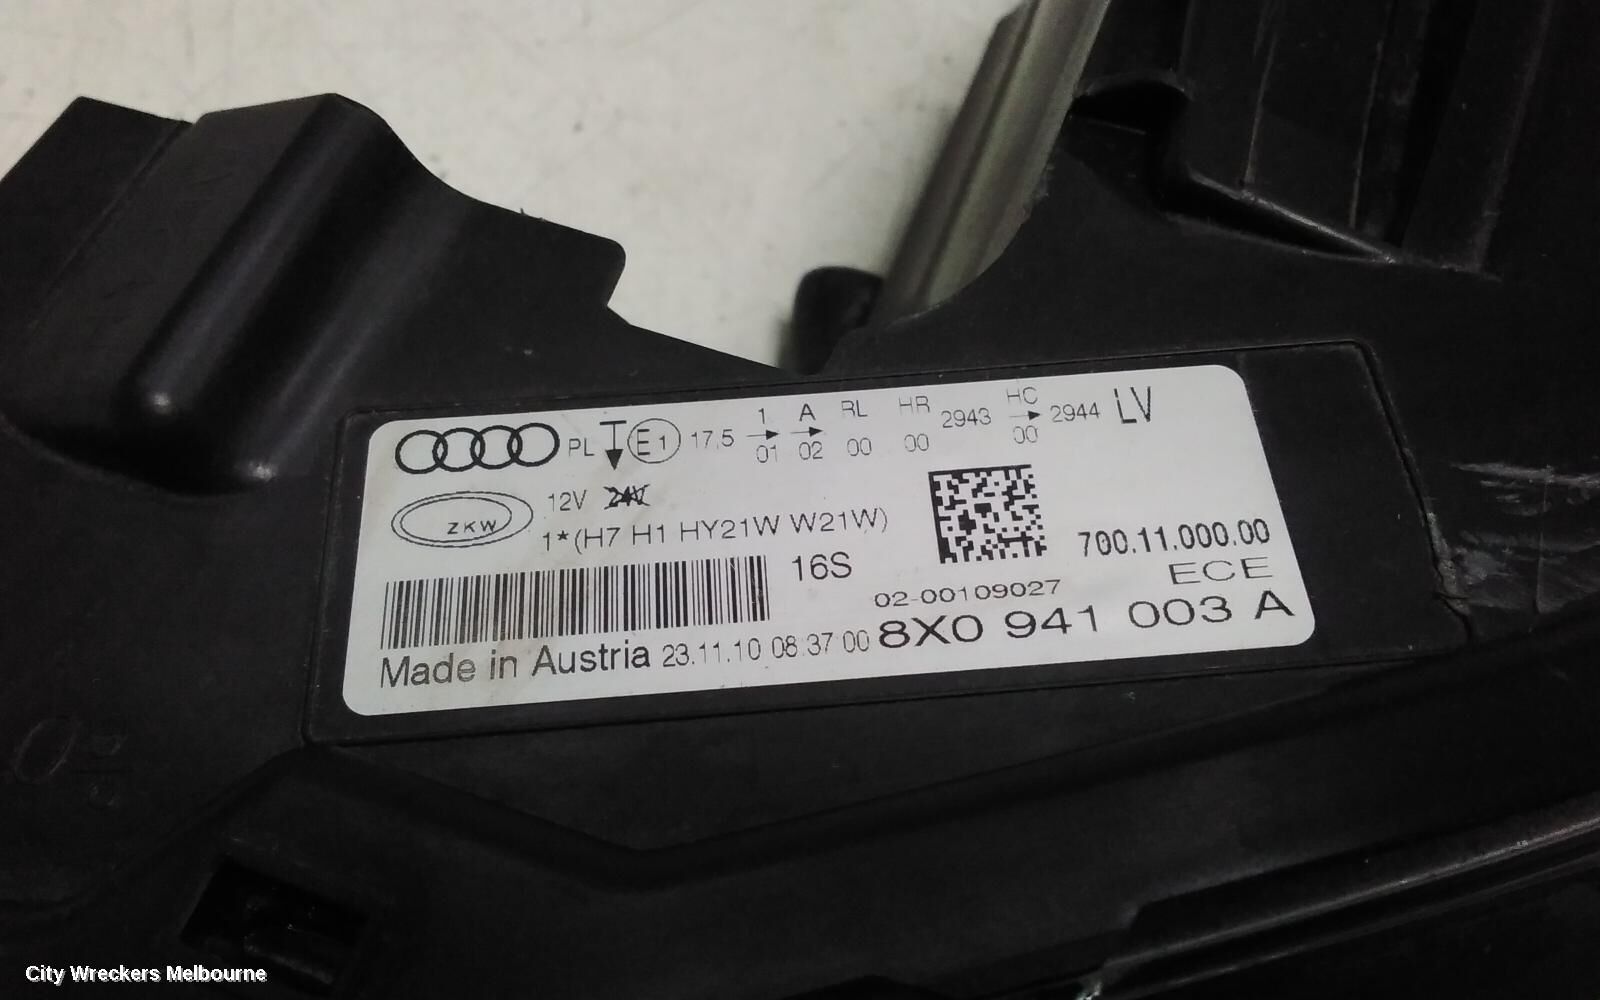 PL E1 17,5 1 01 A 02 RL 00 HR 00 2943 HC 00 2944 LV
ZKW 12V 24V
1*(H7 H1 HY21W W21W)
16S
700.11.000.00
ECE
02-00109027
Made in Austria 23.11.10 08:37 00 8X0 941 003 A
City Wreckers Melbourne